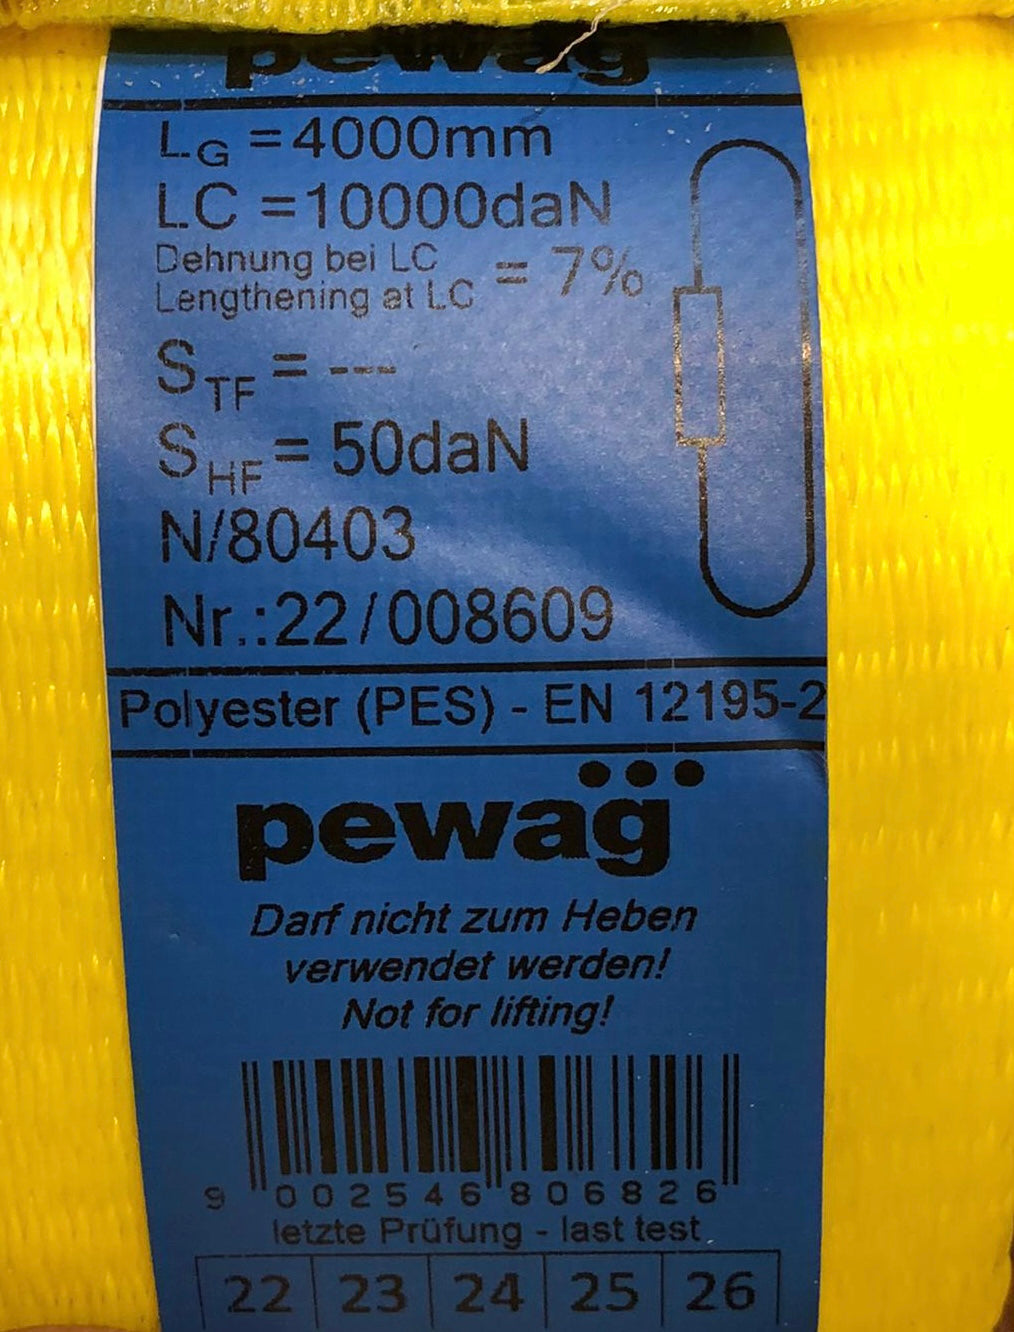 pewag
LG =4000mm
LC =10000daN
Dehnung bei LC
Lengthening at LC = 7%
STF = ---
SHF = 50daN
N/80403
Nr.:22/008609
Polyester (PES) - EN 12195-2
pewag
Darf nicht zum Heben
verwendet werden!
Not for lifting!
9 002546 806826
letzte Prüfung - last test
22 23 24 25 26